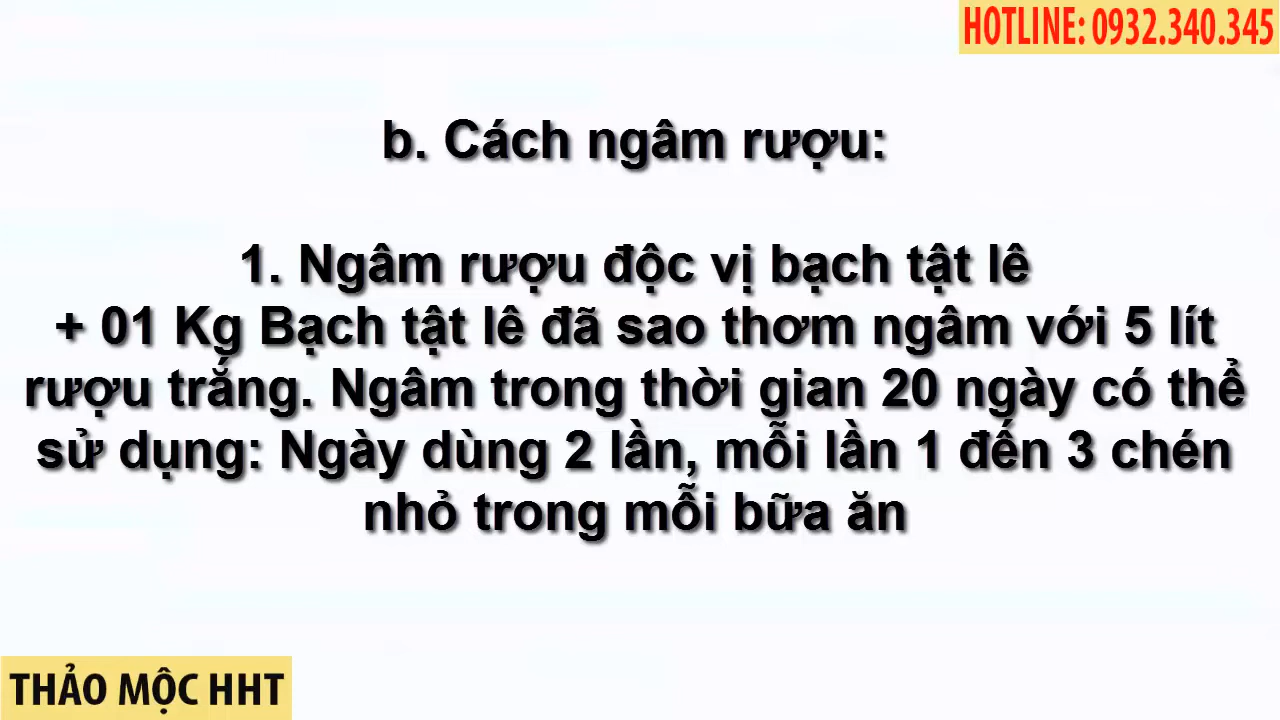 HOTLINE: 0932.340.345
b. Cách ngâm rượu:
1. Ngâm rượu độc vị bạch tật lê
+ 01 Kg Bạch tật lê đã sao thơm ngâm với 5 lít
rượu trắng. Ngâm trong thời gian 20 ngày có thể
sử dụng: Ngày dùng 2 lần, mỗi lần 1 đến 3 chén
nhỏ trong mỗi bữa ăn
THẢO MỘC HHT